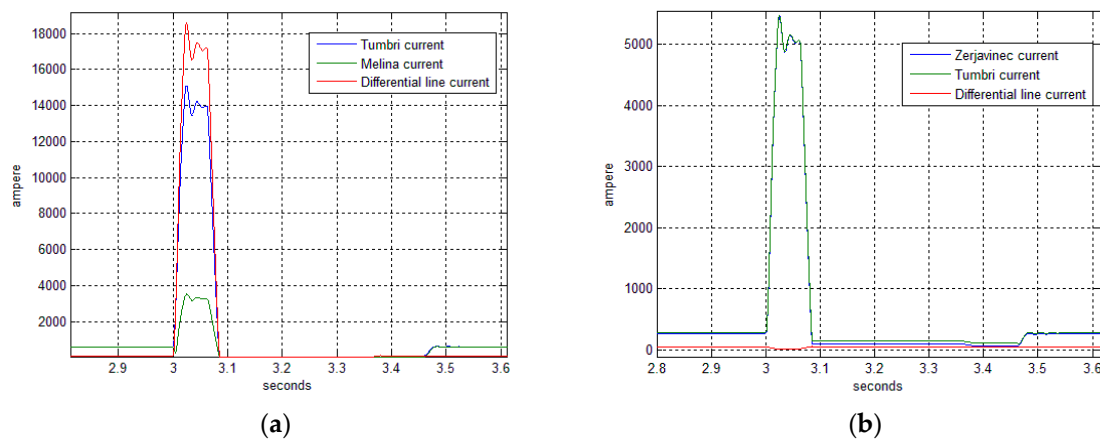 18000
16000
14000
12000
10000
8000
6000
4000
2000
ampere
Tumbri current
Melina current
Differential line current
2.9 3 3.1 3.2 3.3 3.4 3.5 3.6
seconds
(a)
5000
4000
3000
2000
1000
0
ampere
Zerjavinec current
Tumbri current
Differential line current
2.8 2.9 3 3.1 3.2 3.3 3.4 3.5 3.6
seconds
(b)